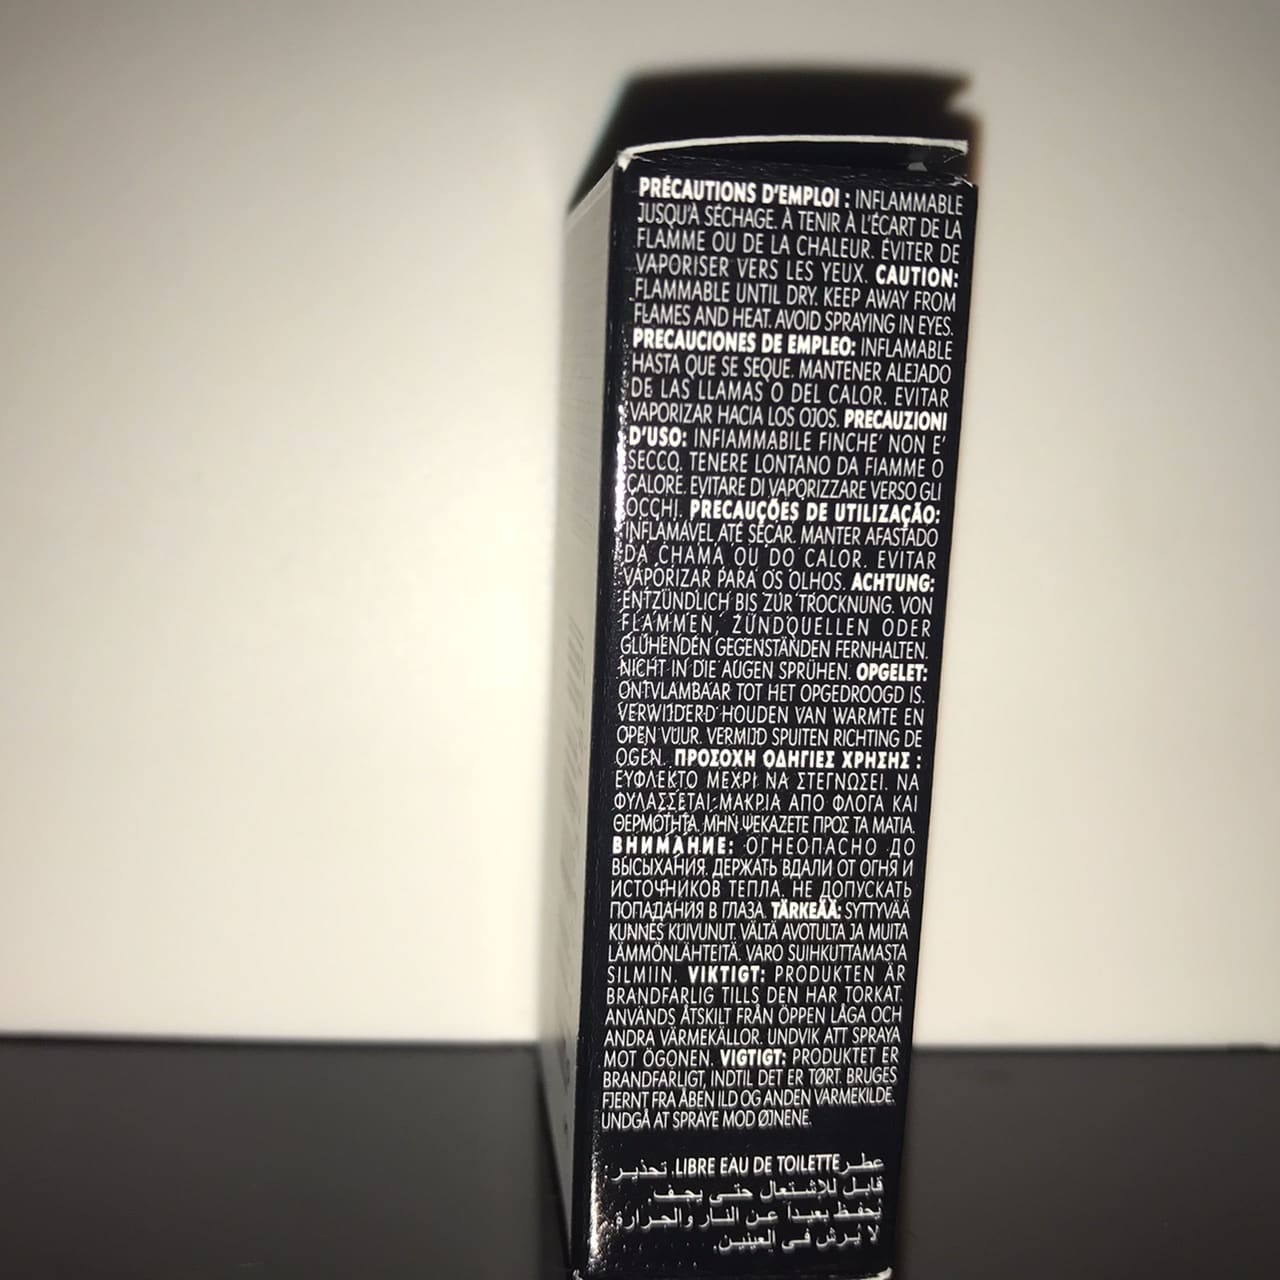 PRÉCAUTIONS D'EMPLOI : INFLAMMABLE
JUSQU'À SÉCHAGE. À TENIR À L'ÉCART DE LA
FLAMME OU DE LA CHALEUR. ÉVITER DE
VAPORISER VERS LES YEUX. CAUTION:
FLAMMABLE UNTIL DRY. KEEP AWAY FROM
FLAMES AND HEAT. AVOID SPRAYING IN EYES.
PRECAUCIONES DE EMPLEO: INFLAMABLE
HASTA QUE SE SEQUE. MANTENER ALEJADO
DE LAS LLAMAS O DEL CALOR. EVITAR
VAPORIZAR HACIA LOS OJOS. PRECAUZIONI
D'USO: INFIAMMABILE FINCHE' NON E'
SECCO. TENERE LONTANO DA FIAMME O
CALORE. EVITARE DI VAPORIZZARE VERSO GLI
OCCHI. PRECAUÇÕES DE UTILIZAÇÃO:
INFLAMÁVEL ATÉ SECAR. MANTER AFASTADO
DA CHAMA OU DO CALOR. EVITAR
VAPORIZAR PARA OS OLHOS. ACHTUNG:
ENTZÜNDLICH BIS ZUR TROCKNUNG. VON
FLAMMEN, ZÜNDQUELLEN ODER
GLÜHENDEN GEGENSTÄNDEN FERNHALTEN.
NICHT IN DIE AUGEN SPRÜHEN. OPGELET:
ONTVLAMBAAR TOT HET OPGEDROOGD IS.
VERWIJDERD HOUDEN VAN WARMTE EN
OPEN VUUR. VERMIJD SPUITEN RICHTING DE
OGEN. ΠΡΟΣΟΧΗ ΟΔΗΓΙΕΣ ΧΡΗΣΗΣ :
ΕΥΦΛΕΚΤΟ ΜΕΧΡΙ ΝΑ ΣΤΕΓΝΩΣΕΙ. ΝΑ
ΦΥΛΑΣΣΕΤΑΙ ΜΑΚΡΙΑ ΑΠΟ ΦΛΟΓΑ ΚΑΙ
ΘΕΡΜΟΤΗΤΑ. ΜΗΝ ΨΕΚΑΖΕΤΕ ΠΡΟΣ ΤΑ ΜΑΤΙΑ.
ВНИМАНИЕ: ОГНЕОПАСНО ДО
ВЫСЫХАНИЯ. ДЕРЖАТЬ ВДАЛИ ОТ ОГНЯ И
ИСТОЧНИКОВ ТЕПЛА. НЕ ДОПУСКАТЬ
ПОПАДАНИЯ В ГЛАЗА. TÄRKEÄÄ: SYTTYVÄÄ
KUNNES KUIVUNUT. VÄLTÄ AVOTULTA JA MUITA
LÄMMÖNLÄHTEITÄ. VARO SUIHKUTTAMASTA
SILMIIN. VIKTIGT: PRODUKTEN ÄR
BRANDFARLIG TILLS DEN HAR TORKAT.
ANVÄNDS ÅTSKILT FRÅN ÖPPEN LÅGA OCH
ANDRA VÄRMEKÄLLOR. UNDVIK ATT SPRAYA
MOT ÖGONEN. VIGTIGT: PRODUKTET ER
BRANDFARLIGT, INDTIL DET ER TØRT. BRUGES
FJERNT FRA ÅBEN ILD OG ANDEN VARMEKILDE.
UNDGÅ AT SPRAYE MOD ØJNENE.
عطر LIBRE EAU DE TOILETTE. تحذير:
قابل للإشتعال حتى يجف.
يُحفظ بعيداً عن النار والحرارة.
لا يُرش في العينين.